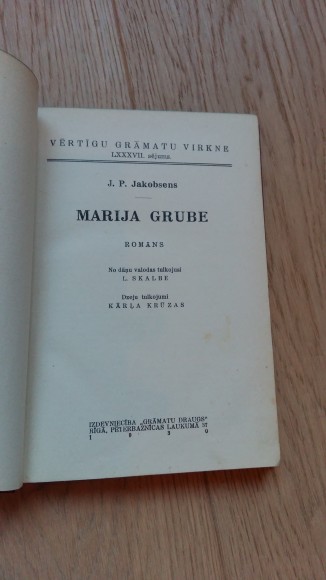 VĒRTĪGU GRĀMATU VIRKNE
LXXXVII. sējums
J. P. Jakobsens
MARIJA GRUBE
ROMĀNS
No dāņu valodas tulkojusi
L. SKALBE
Dzeju tulkojumi
KĀRĻA KRŪZAS
IZDEVNIECĪBA „GRĀMATU DRAUGS"
RĪGĀ, PĒTERBAZNĪCAS LAUKUMĀ
1 9 3 0